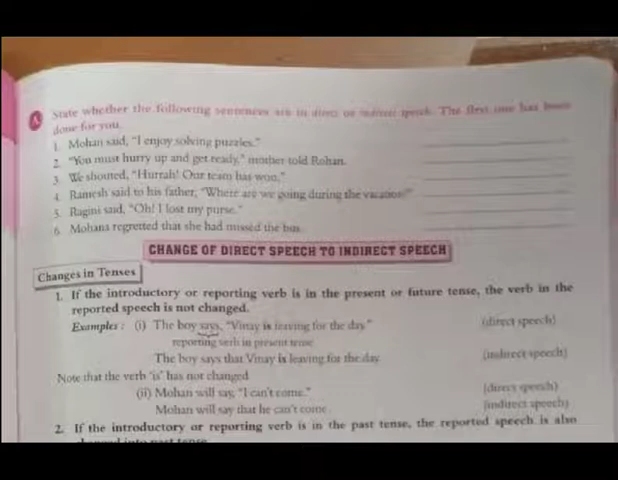 A State whether the following sentences are in direct or indirect speech. The first one has been
done for you.
1. Mohan said, "I enjoy solving puzzles."
2. "You must hurry up and get ready," mother told Rohan.
3. We shouted, "Hurrah! Our team has won."
4. Ramesh said to his father, "Where are we going during the vacation?"
5. Ragini said, "Oh! I lost my purse."
6. Mohana regretted that she had missed the bus.
CHANGE OF DIRECT SPEECH TO INDIRECT SPEECH
Changes in Tenses
1. If the introductory or reporting verb is in the present or future tense, the verb in the
reported speech is not changed.
Examples : (i) The boy says, "Vinay is leaving for the day." (direct speech)
reporting verb in present tense
The boy says that Vinay is leaving for the day. (indirect speech)
Note that the verb 'is' has not changed.
(ii) Mohan will say, "I can't come." (direct speech)
Mohan will say that he can't come. (indirect speech)
2. If the introductory or reporting verb is in the past tense, the reported speech is also
changed into past tense.